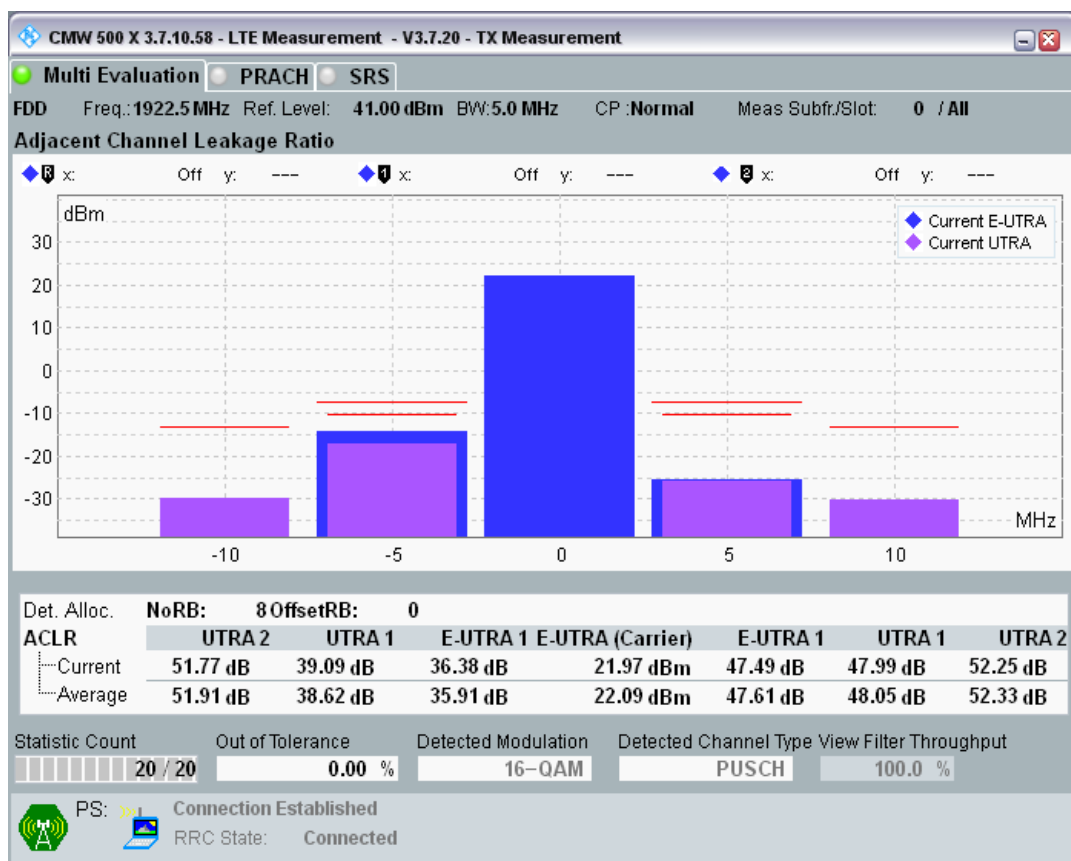 CMW 500 X 3.7.10.58 - LTE Measurement - V3.7.20 - TX Measurement
Multi Evaluation PRACH SRS
FDD Freq.: 1922.5 MHz Ref. Level: 41.00 dBm BW: 5.0 MHz CP : Normal Meas Subfr./Slot: 0 / All
Adjacent Channel Leakage Ratio
R x: Off y: --- 1 x: Off y: --- 2 x: Off y: ---
dBm
Current E-UTRA
Current UTRA
30
20
10
0
-10
-20
-30
MHz
-10 -5 0 5 10
Det. Alloc. NoRB: 8 OffsetRB: 0
ACLR UTRA 2 UTRA 1 E-UTRA 1 E-UTRA (Carrier) E-UTRA 1 UTRA 1 UTRA 2
Current 51.77 dB 39.09 dB 36.38 dB 21.97 dBm 47.49 dB 47.99 dB 52.25 dB
Average 51.91 dB 38.62 dB 35.91 dB 22.09 dBm 47.61 dB 48.05 dB 52.33 dB
Statistic Count Out of Tolerance Detected Modulation Detected Channel Type View Filter Throughput
20 / 20 0.00 % 16-QAM PUSCH 100.0 %
PS: Connection Established
RRC State: Connected